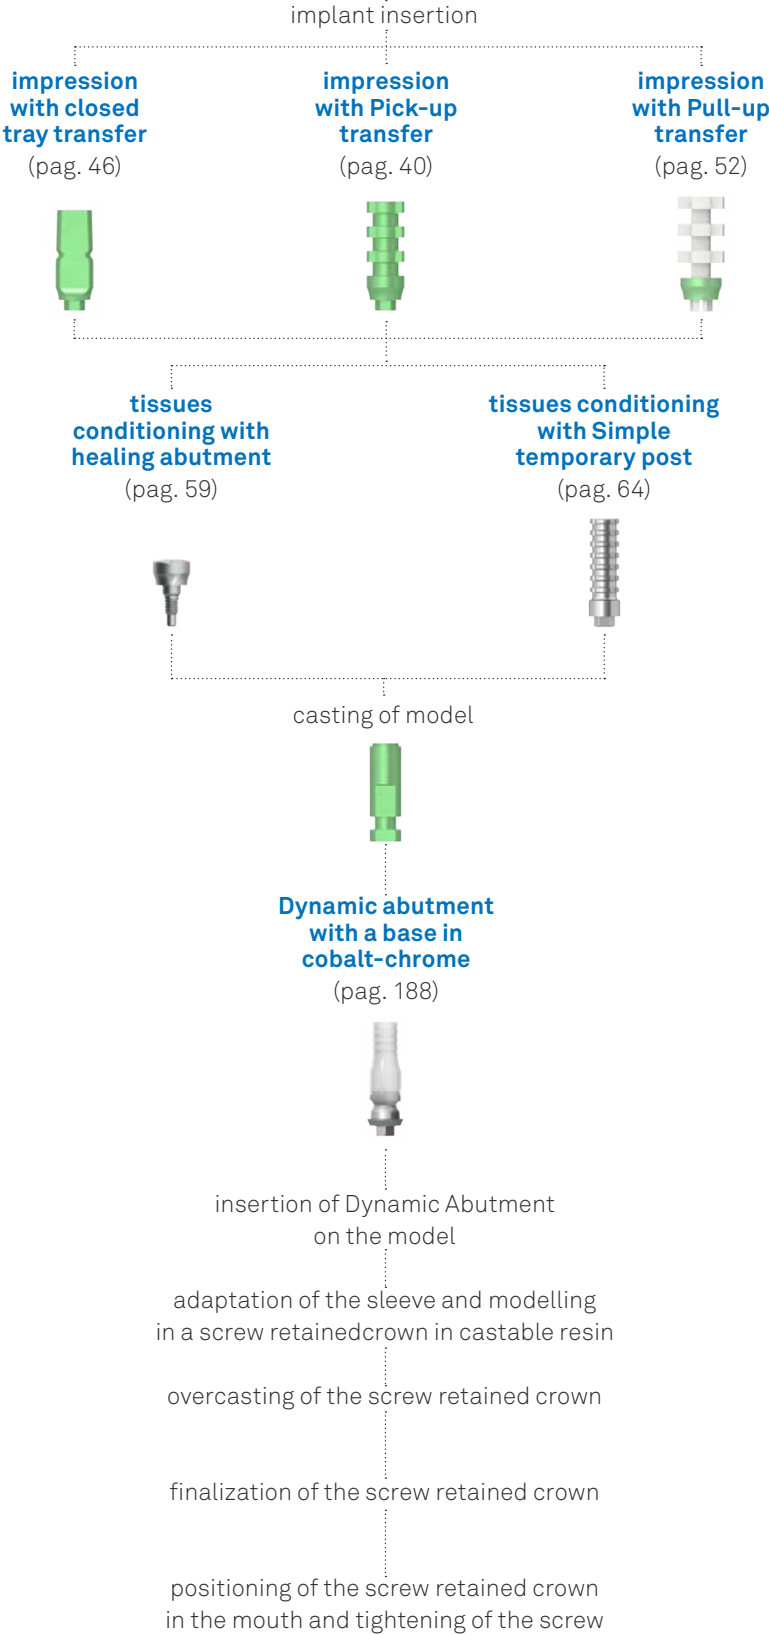 implant insertion
impression
with closed
tray transfer
(pag. 46)
impression
with Pick-up
transfer
(pag. 40)
impression
with Pull-up
transfer
(pag. 52)
tissues
conditioning with
healing abutment
(pag. 59)
tissues conditioning
with Simple
temporary post
(pag. 64)
casting of model
Dynamic abutment
with a base in
cobalt-chrome
(pag. 188)
insertion of Dynamic Abutment
on the model
adaptation of the sleeve and modelling
in a screw retainedcrown in castable resin
overcasting of the screw retained crown
finalization of the screw retained crown
positioning of the screw retained crown
in the mouth and tightening of the screw